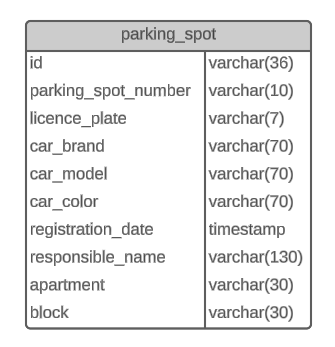 parking_spot
id varchar(36)
parking_spot_number varchar(10)
licence_plate varchar(7)
car_brand varchar(70)
car_model varchar(70)
car_color varchar(70)
registration_date timestamp
responsible_name varchar(130)
apartment varchar(30)
block varchar(30)